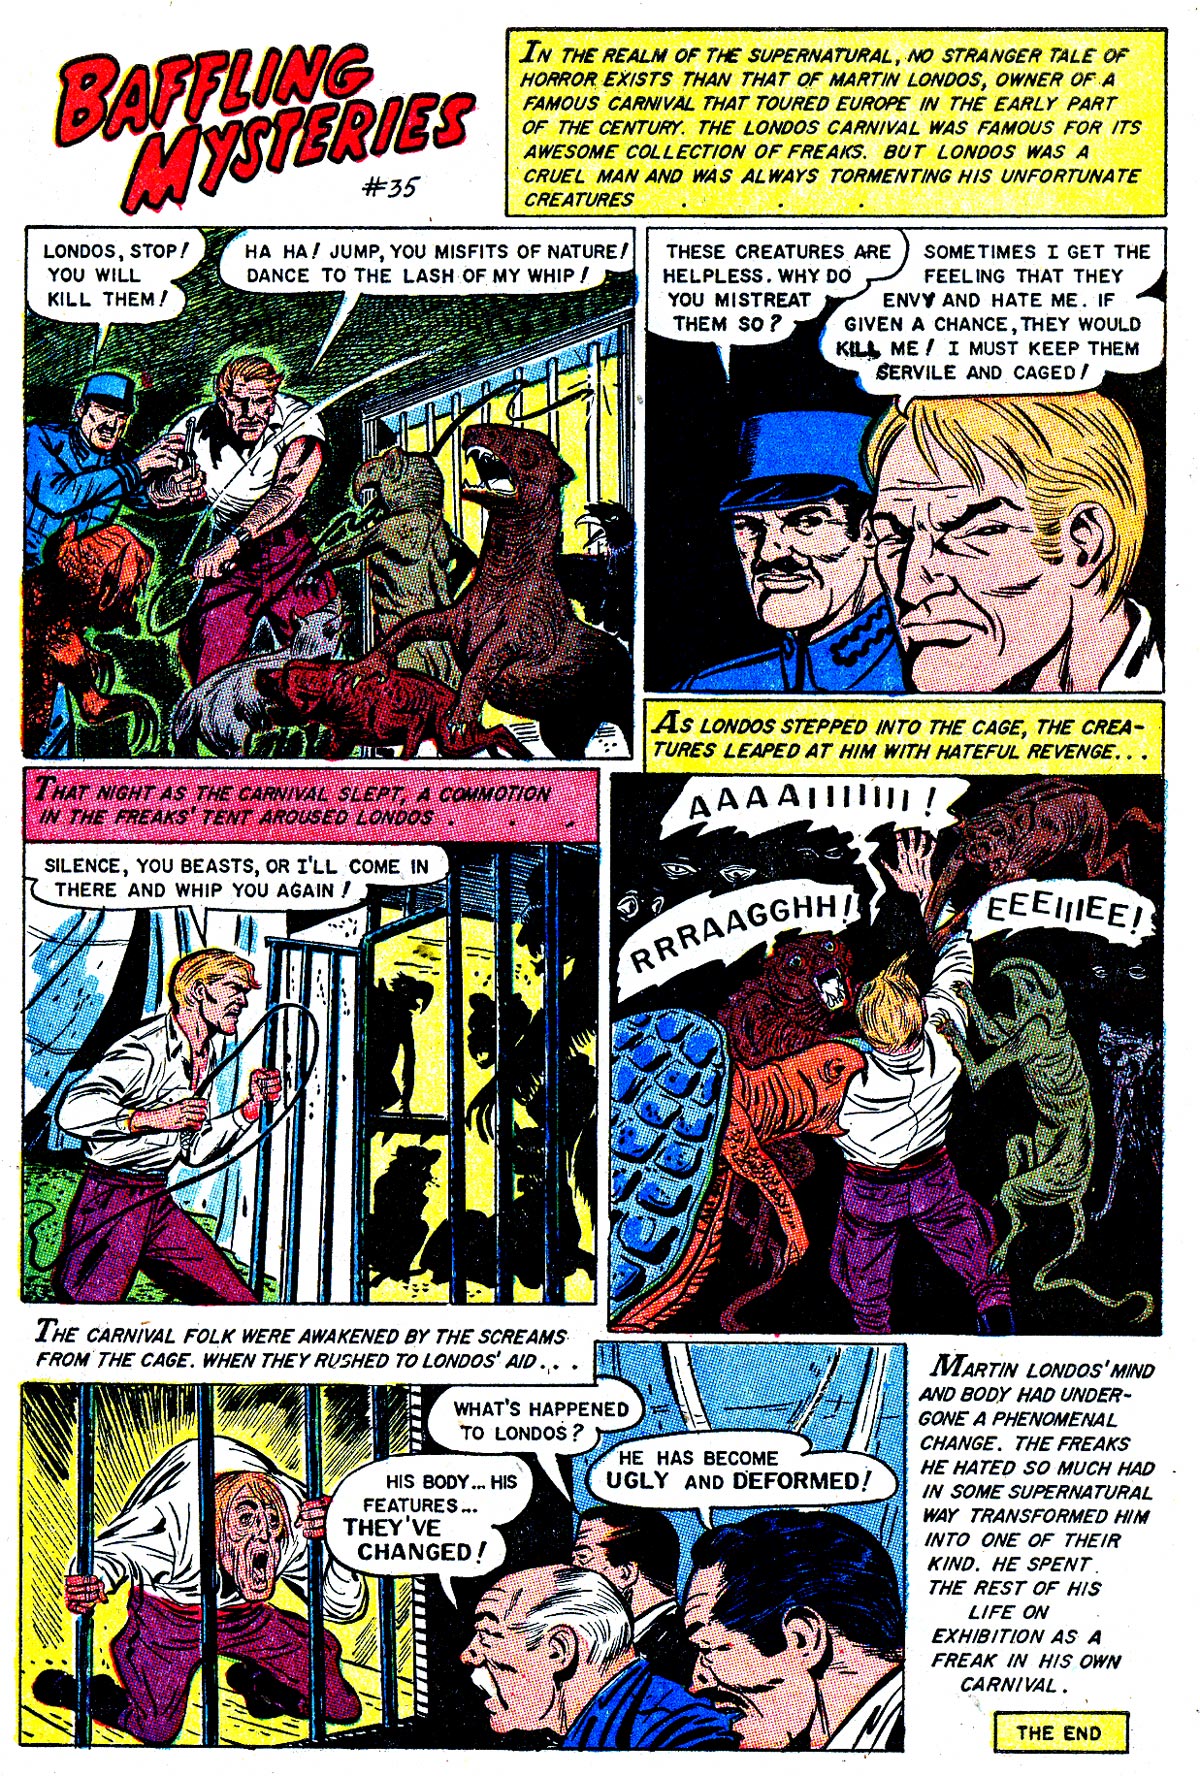 BAFFLING
MYSTERIES
#35
IN THE REALM OF THE SUPERNATURAL, NO STRANGER TALE OF
HORROR EXISTS THAN THAT OF MARTIN LONDOS, OWNER OF A
FAMOUS CARNIVAL THAT TOURED EUROPE IN THE EARLY PART
OF THE CENTURY. THE LONDOS CARNIVAL WAS FAMOUS FOR ITS
AWESOME COLLECTION OF FREAKS. BUT LONDOS WAS A
CRUEL MAN AND WAS ALWAYS TORMENTING HIS UNFORTUNATE
CREATURES . . .
LONDOS, STOP!
YOU WILL
KILL THEM!
HA HA! JUMP, YOU MISFITS OF NATURE!
DANCE TO THE LASH OF MY WHIP!
THESE CREATURES ARE
HELPLESS. WHY DO
YOU MISTREAT
THEM SO?
SOMETIMES I GET THE
FEELING THAT THEY
ENVY AND HATE ME. IF
GIVEN A CHANCE, THEY WOULD
KILL ME! I MUST KEEP THEM
SERVILE AND CAGED!
THAT NIGHT AS THE CARNIVAL SLEPT, A COMMOTION
IN THE FREAKS' TENT AROUSED LONDOS . . .
SILENCE, YOU BEASTS, OR I'LL COME IN
THERE AND WHIP YOU AGAIN!
AS LONDOS STEPPED INTO THE CAGE, THE CREA-
TURES LEAPED AT HIM WITH HATEFUL REVENGE...
AAAAIIIIIIII!
RRRAAGGHH!
EEEIIIEE!
THE CARNIVAL FOLK WERE AWAKENED BY THE SCREAMS
FROM THE CAGE. WHEN THEY RUSHED TO LONDOS' AID...
WHAT'S HAPPENED
TO LONDOS?
HIS BODY... HIS
FEATURES...
THEY'VE
CHANGED!
HE HAS BECOME
UGLY AND DEFORMED!
MARTIN LONDOS' MIND
AND BODY HAD UNDER-
GONE A PHENOMENAL
CHANGE. THE FREAKS
HE HATED SO MUCH HAD
IN SOME SUPERNATURAL
WAY TRANSFORMED HIM
INTO ONE OF THEIR
KIND. HE SPENT
THE REST OF HIS
LIFE ON
EXHIBITION AS A
FREAK IN HIS OWN
CARNIVAL.
THE END